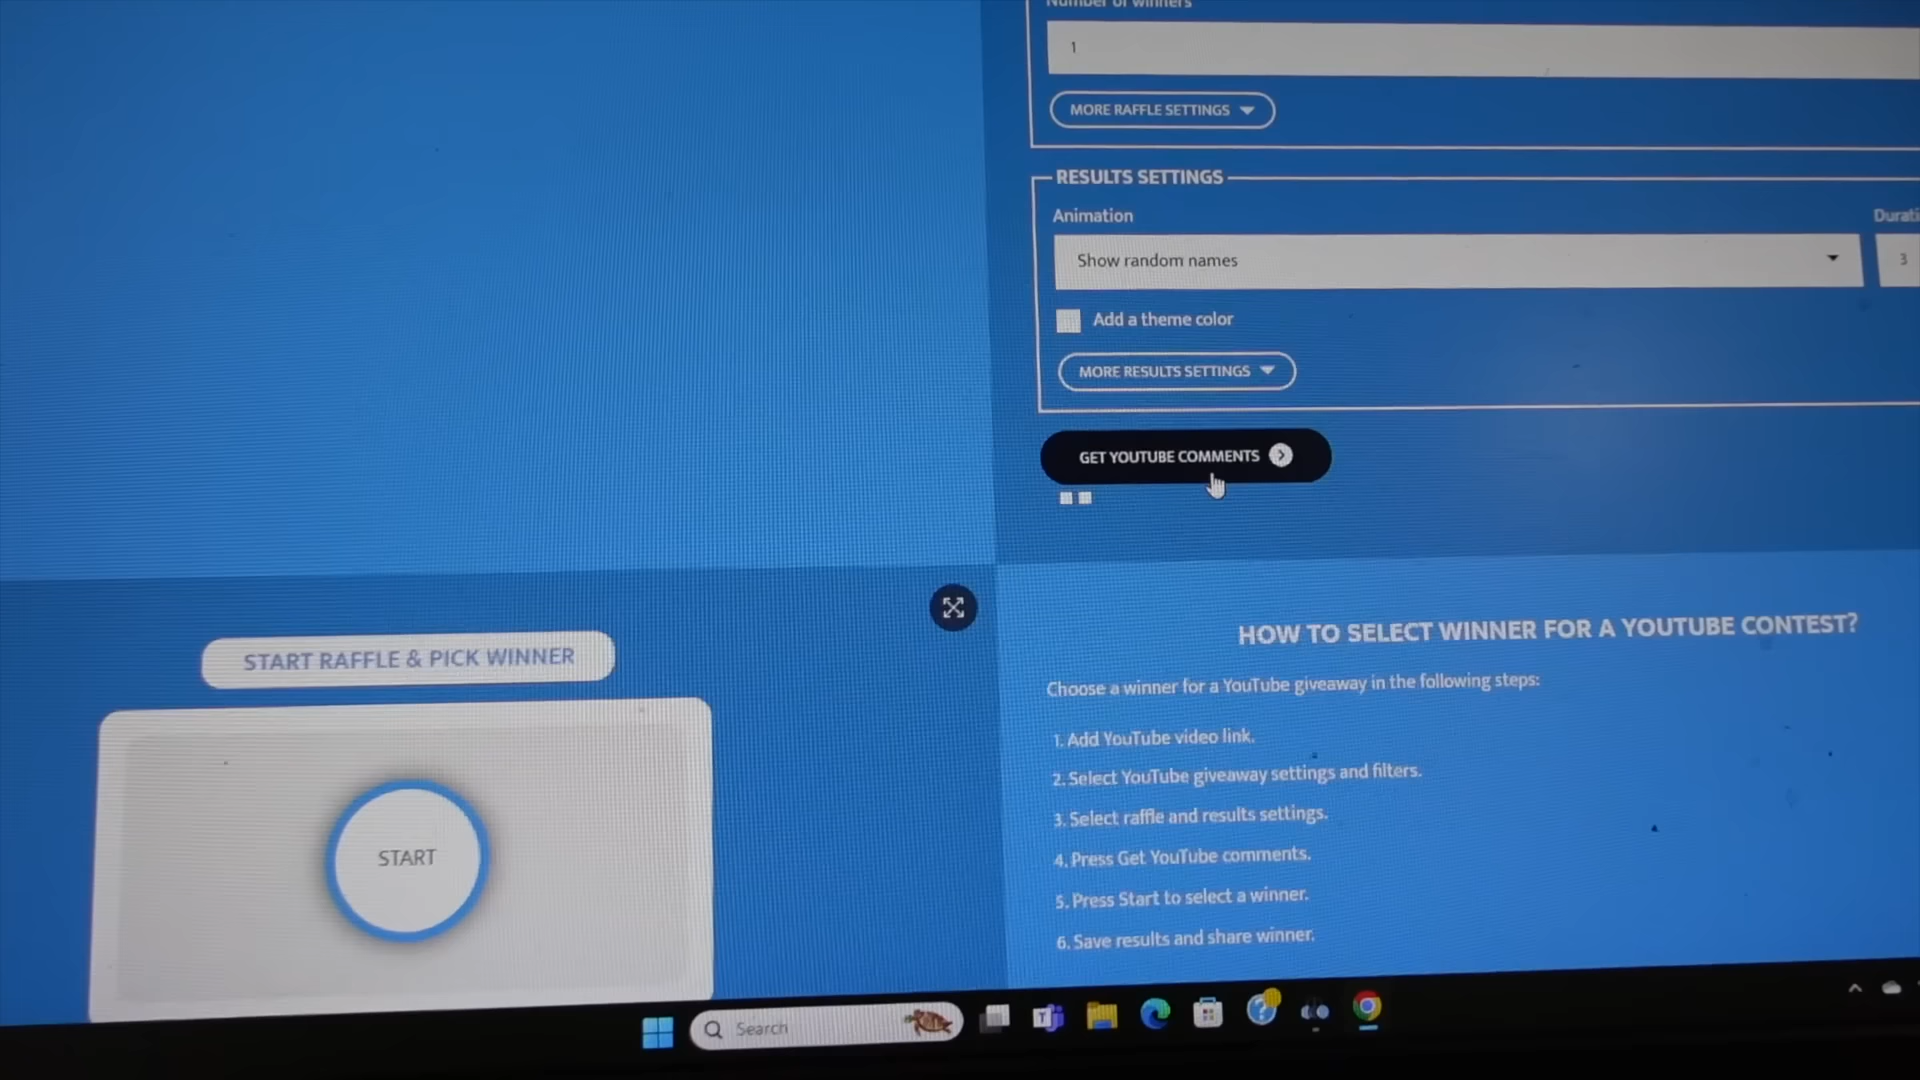 Number of winners
1
MORE RAFFLE SETTINGS
RESULTS SETTINGS
Animation
Show random names
3
Add a theme color
MORE RESULTS SETTINGS
GET YOUTUBE COMMENTS
START RAFFLE & PICK WINNER
START
HOW TO SELECT WINNER FOR A YOUTUBE CONTEST?
Choose a winner for a YouTube giveaway in the following steps:
1. Add YouTube video link.
2. Select YouTube giveaway settings and filters.
3. Select raffle and results settings.
4. Press Get YouTube comments.
5. Press Start to select a winner.
6. Save results and share winner.
Search